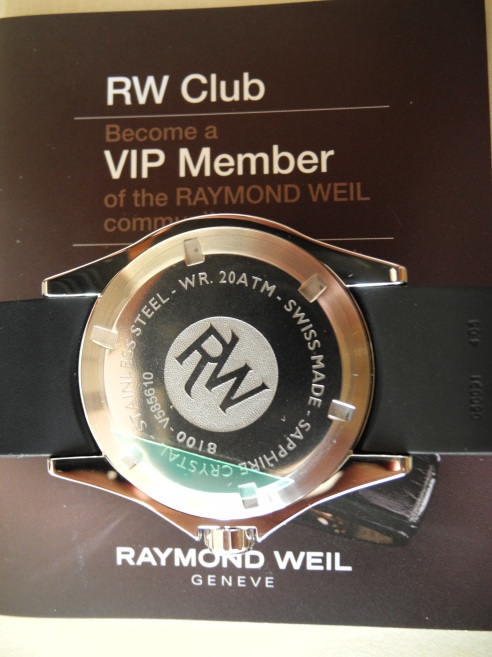 RW Club
Become a
VIP Member
of the RAYMOND WEIL
STAINLESS STEEL - WR. 20ATM - SWISS MADE - SAPPHIRE CRYSTAL -
8100 - V585610
RW
RAYMOND WEIL
GENEVE